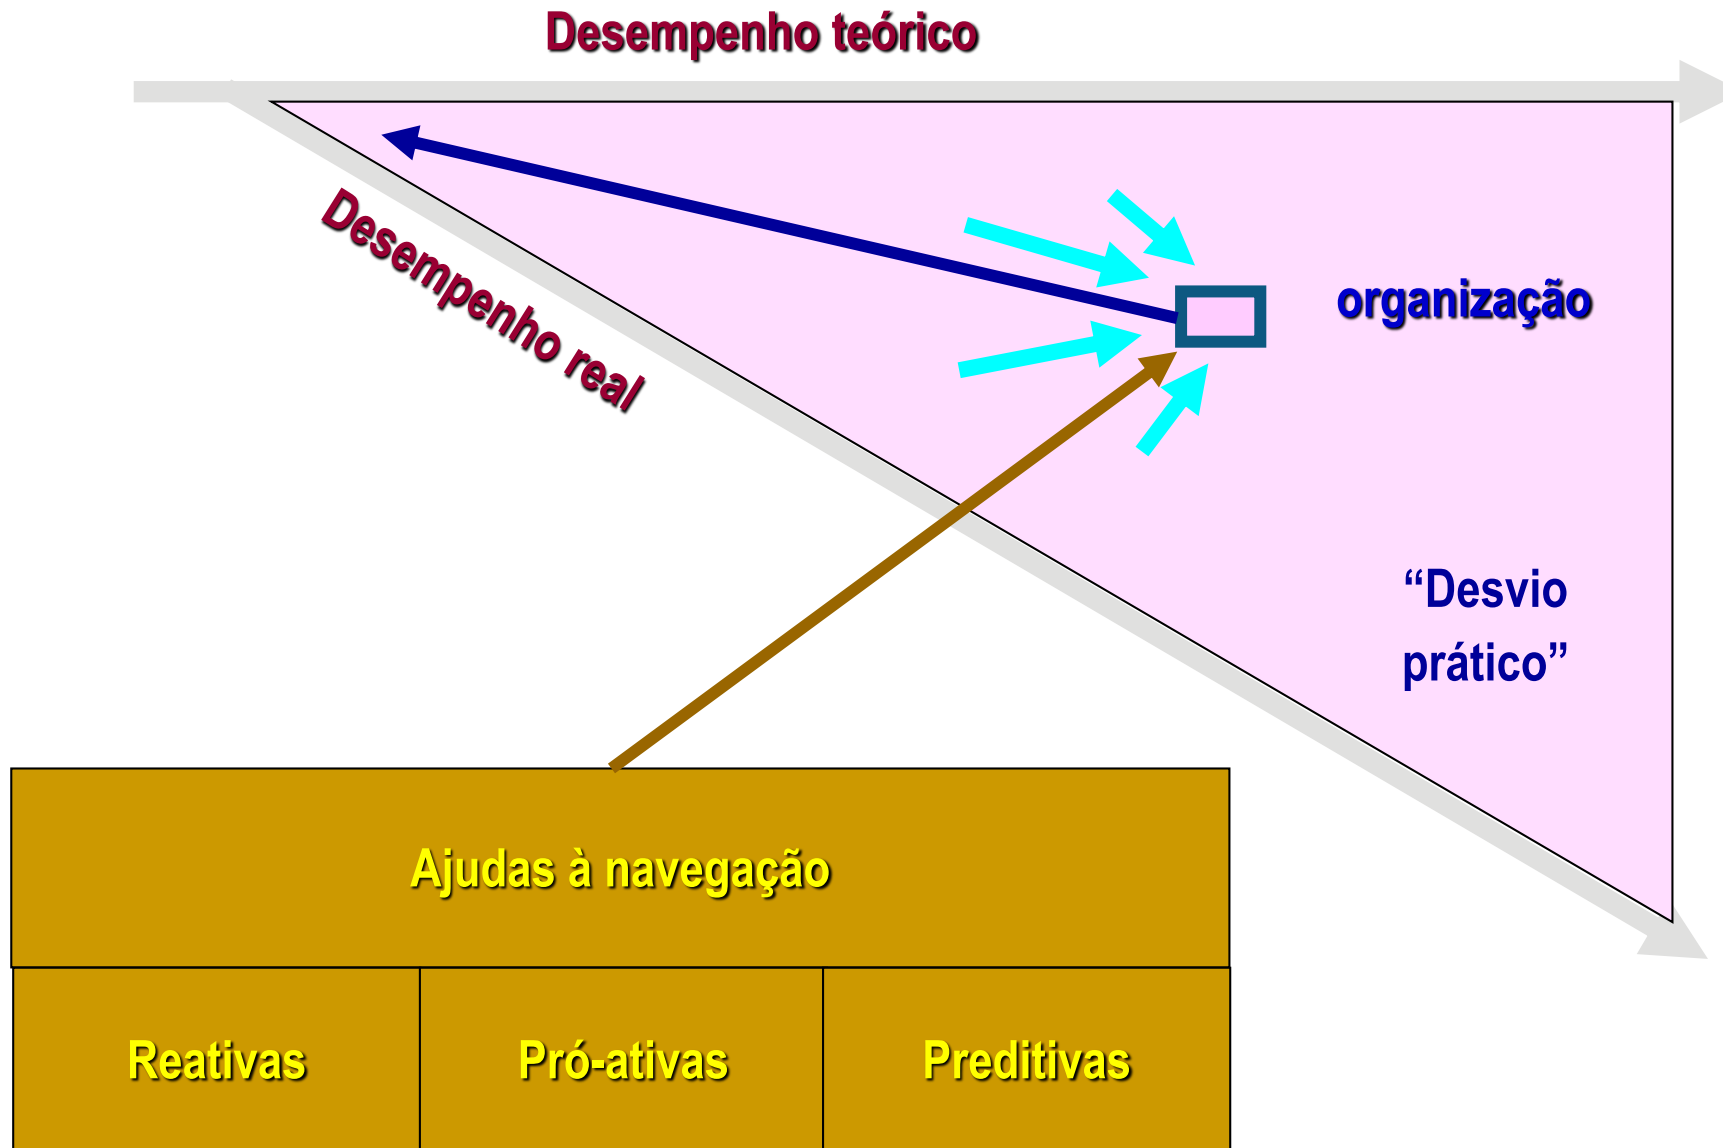 Desempenho teórico
Desempenho real
organização
“Desvio
prático”
Ajudas à navegação
Reativas
Pró-ativas
Preditivas